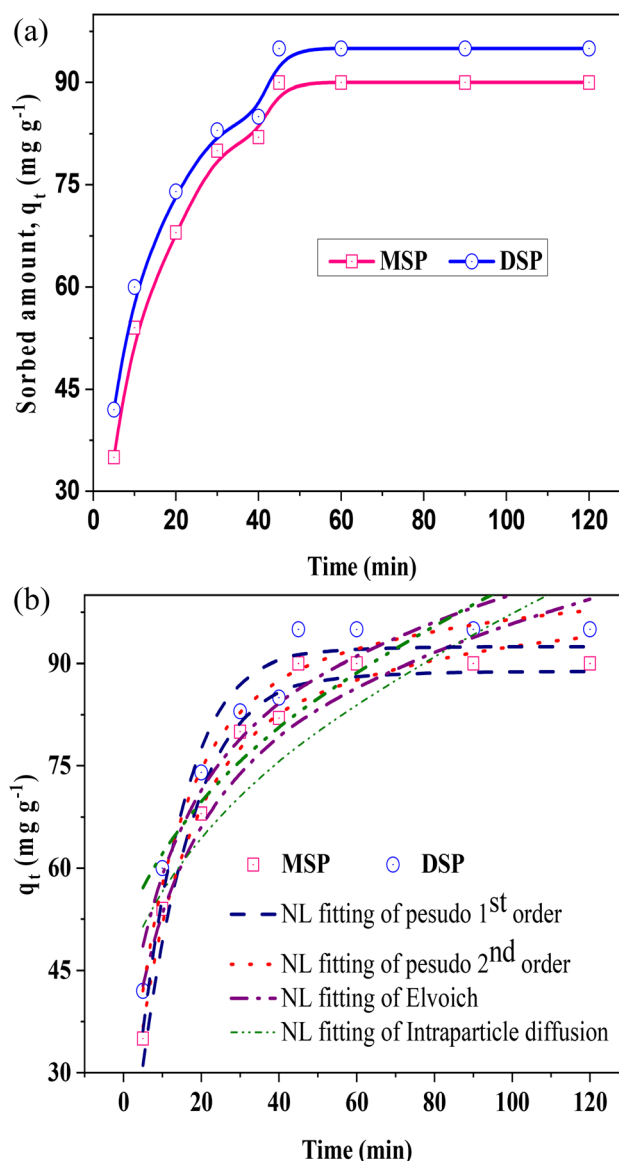 (a)
90
75
60
45
30
Sorbed amount, qt (mg g-1)
MSP DSP
0 20 40 60 80 100 120
Time (min)
(b)
90
75
60
45
30
qt (mg g-1)
MSP DSP
NL fitting of pesudo 1st order
NL fitting of pesudo 2nd order
NL fitting of Elvoich
NL fitting of Intraparticle diffusion
0 20 40 60 80 100 120
Time (min)